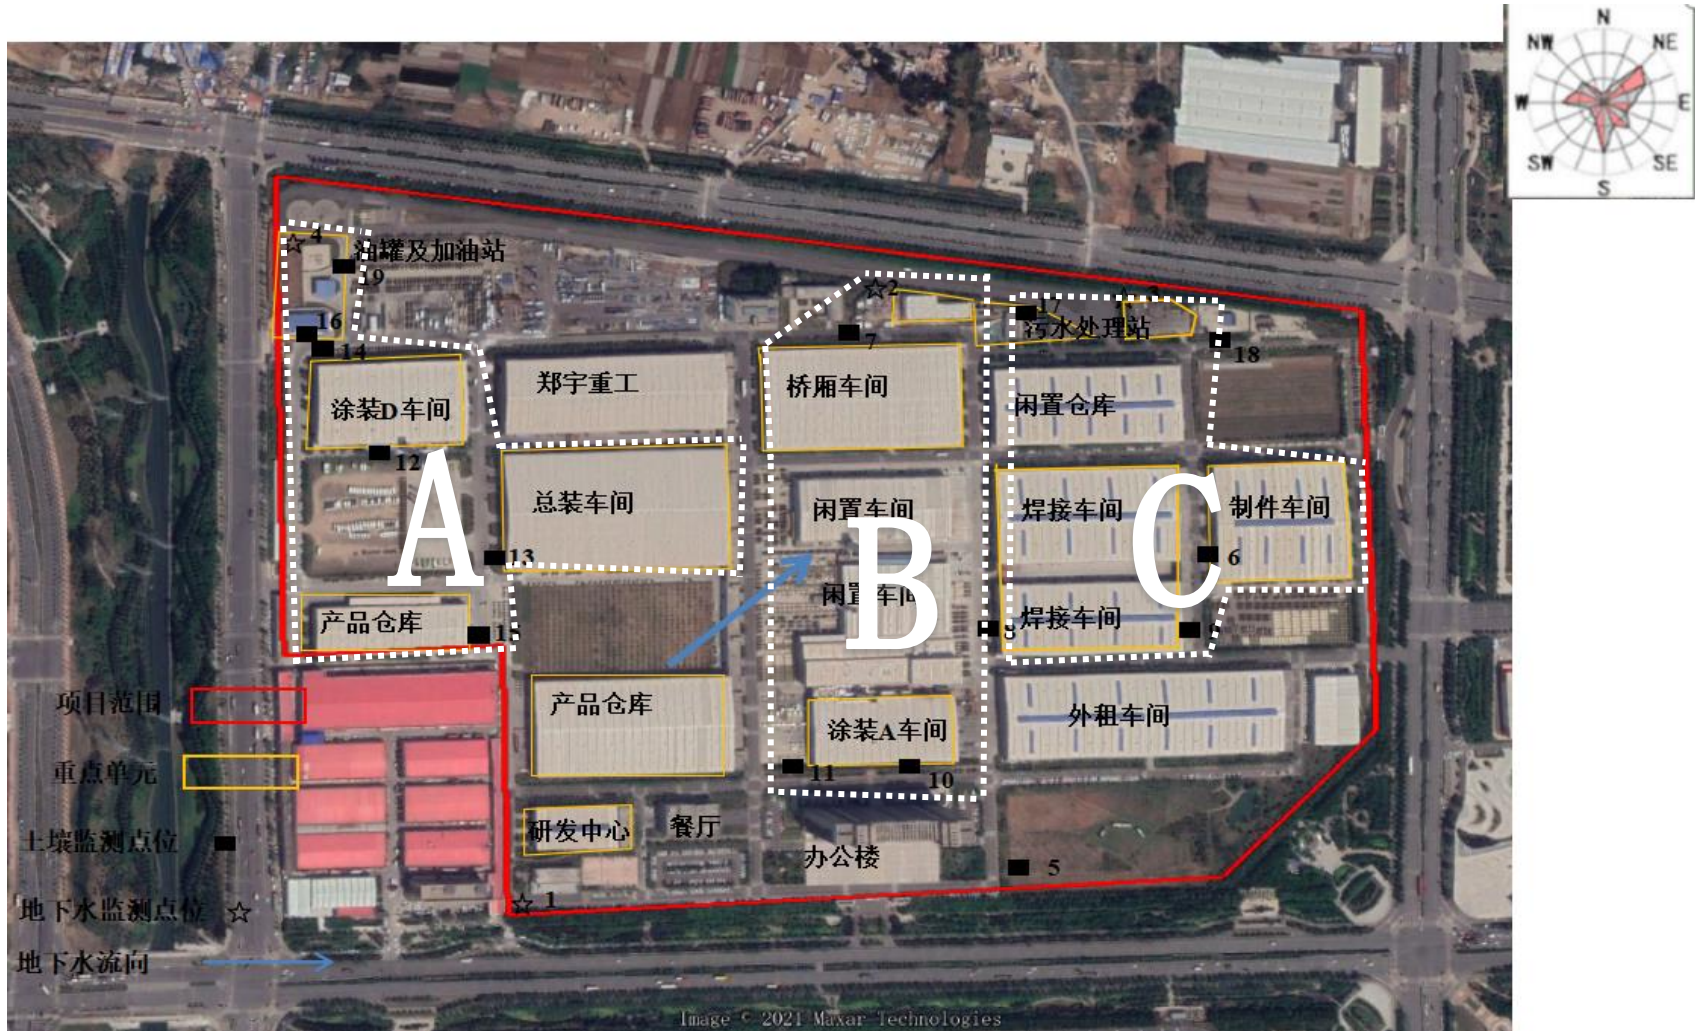 N
NW
NE
W
E
SW
SE
S
4
油罐及加油站
19
2
3
17
16
污水处理站
7
14
18
郑宇重工
桥厢车间
涂装D车间
闲置仓库
12
A
总装车间
闲置车间
焊接车间
C
制件车间
13
B
6
闲置车间
产品仓库
焊接车间
8
9
项目范围
产品仓库
外租车间
涂装A车间
重点单元
11
10
研发中心
餐厅
土壤监测点位
办公楼
5
地下水监测点位
1
地下水流向
Image © 2021 Maxar Technologies